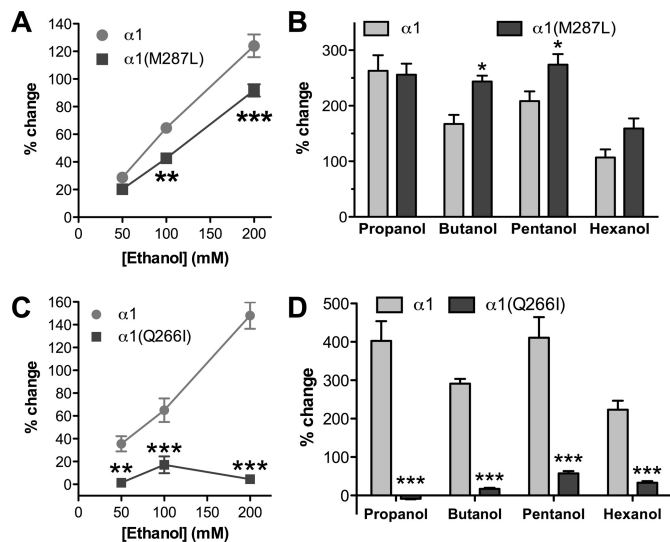 A
α1
α1(M287L)
140
120
100
80
60
40
20
0
% change
**
***
0 50 100 150 200
[Ethanol] (mM)
B
α1 α1(M287L)
300
200
100
0
% change
* *
Propanol Butanol Pentanol Hexanol
C
α1
α1(Q266I)
160
140
120
100
80
60
40
20
0
% change
** *** ***
0 50 100 150 200
[Ethanol] (mM)
D
α1 α1(Q266I)
500
400
300
200
100
0
% change
*** *** *** ***
Propanol Butanol Pentanol Hexanol